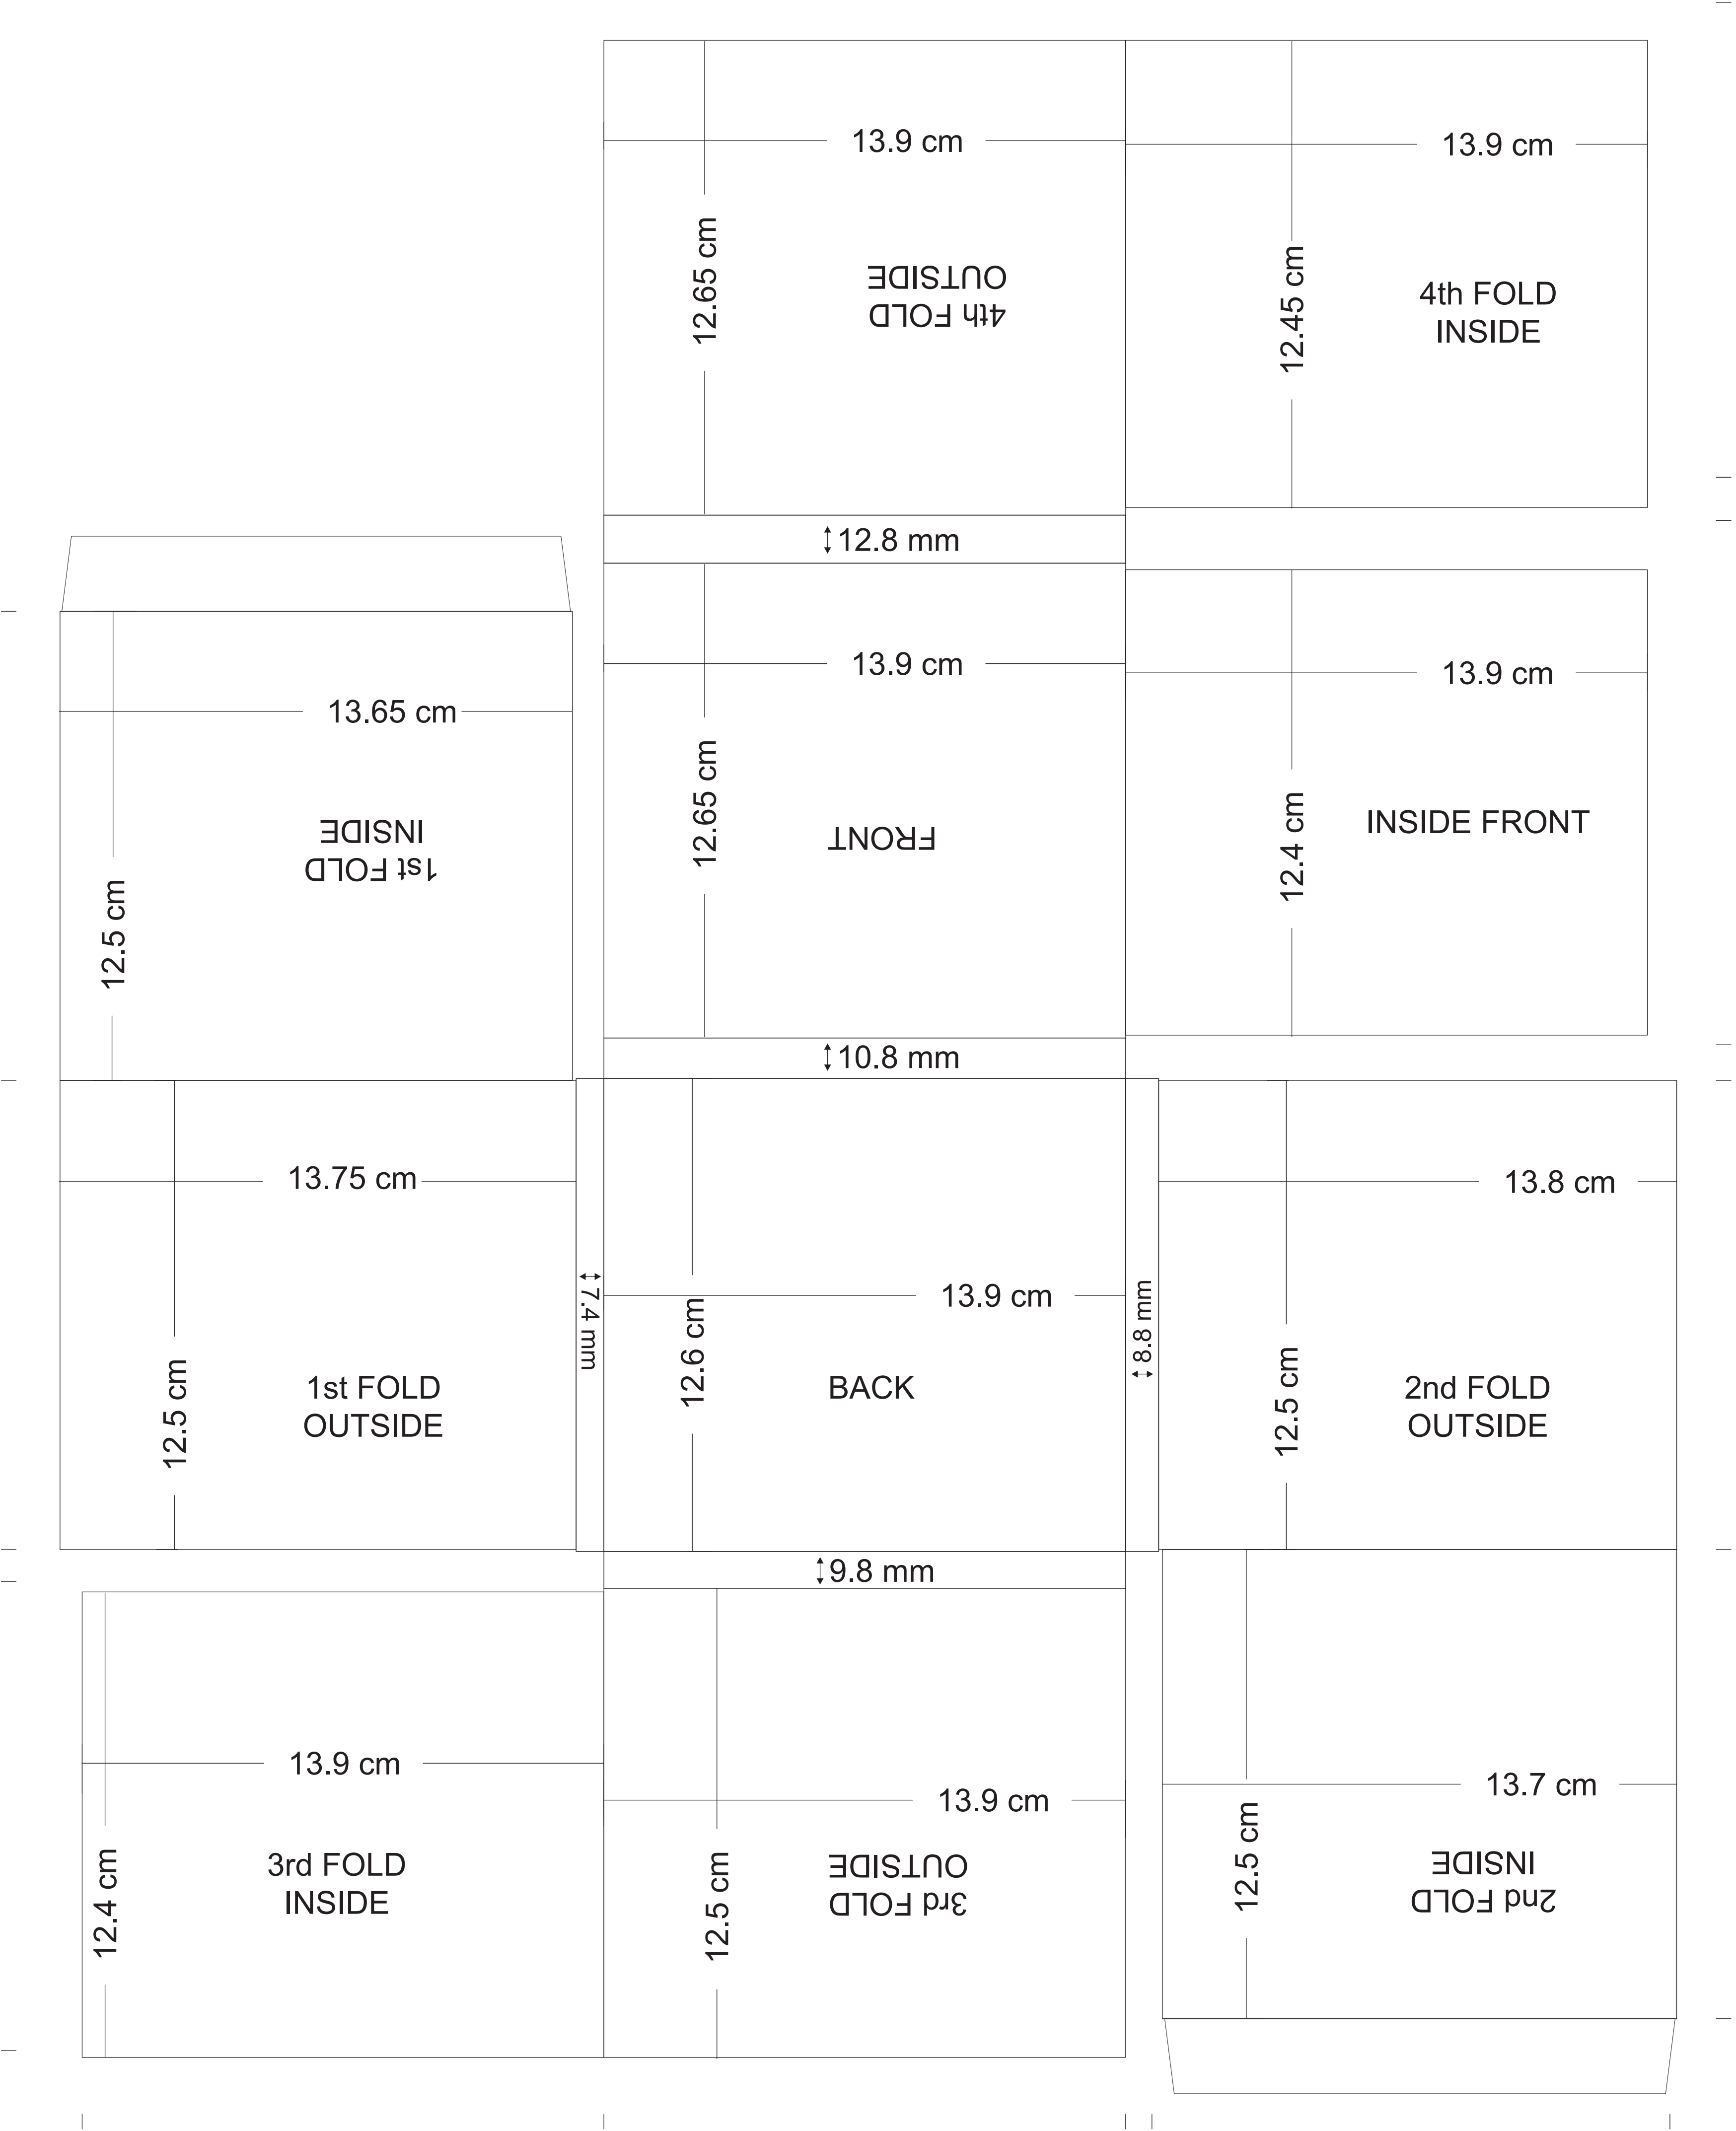 13.9 cm
13.9 cm
12.65 cm
12.45 cm
4th FOLD
OUTSIDE
4th FOLD
INSIDE
12.8 mm
13.9 cm
13.9 cm
13.65 cm
12.65 cm
12.4 cm
1st FOLD
INSIDE
FRONT
INSIDE FRONT
12.5 cm
10.8 mm
13.75 cm
13.8 cm
7.4 mm
13.9 cm
8.8 mm
12.6 cm
12.5 cm
12.5 cm
1st FOLD
OUTSIDE
BACK
2nd FOLD
OUTSIDE
9.8 mm
13.9 cm
13.9 cm
13.7 cm
12.4 cm
12.5 cm
12.5 cm
3rd FOLD
INSIDE
3rd FOLD
OUTSIDE
2nd FOLD
INSIDE